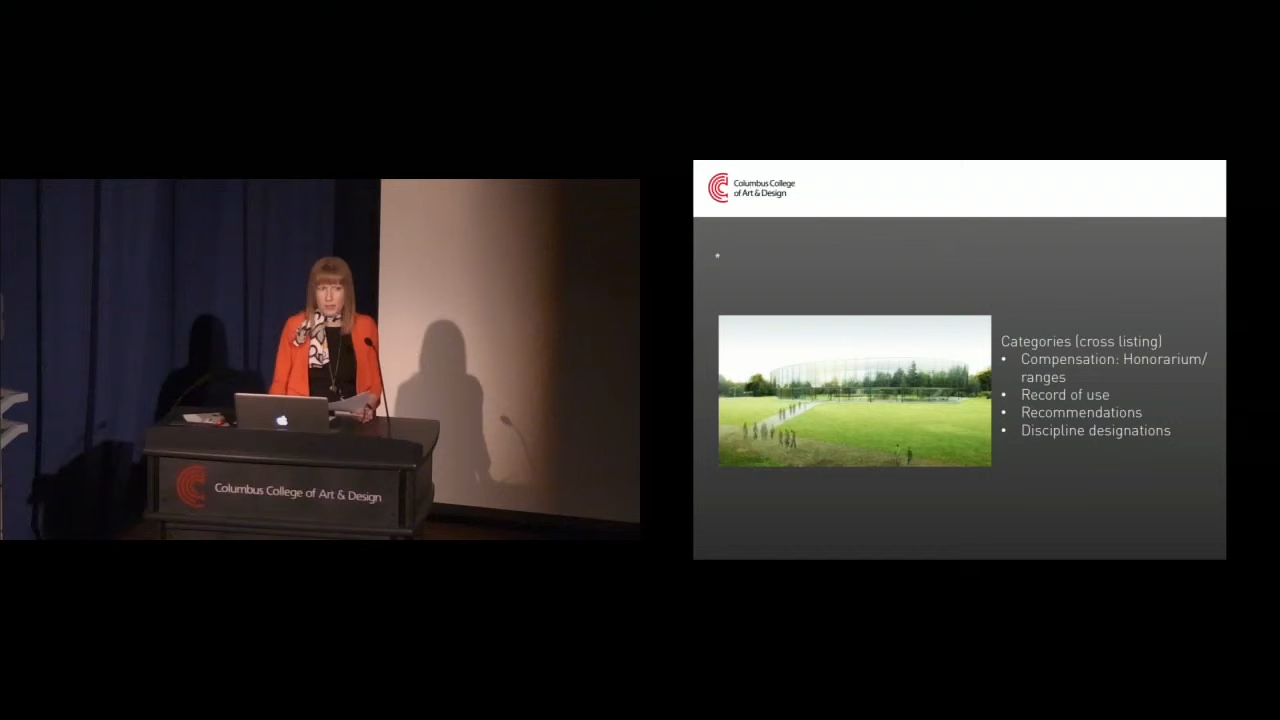 Columbus College of Art & Design
Columbus College
of Art & Design
*
Categories (cross listing)
• Compensation: Honorarium/
ranges
• Record of use
• Recommendations
• Discipline designations